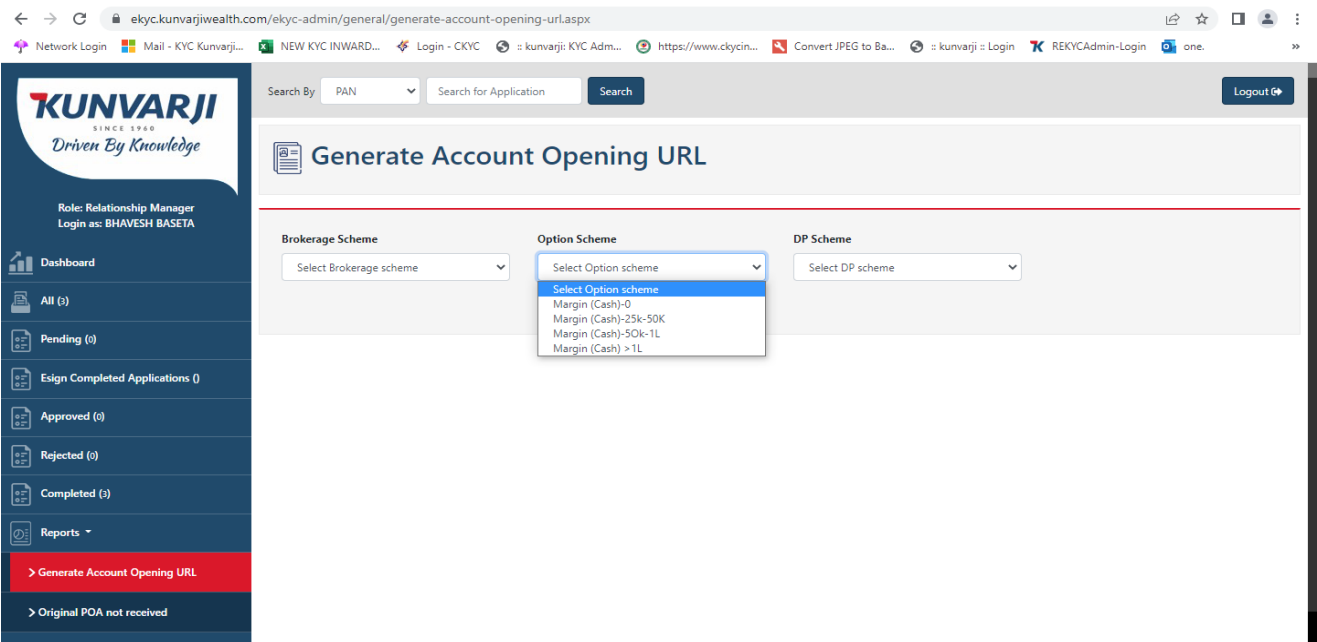 ekyc.kunvarjiwealth.com/ekyc-admin/general/generate-account-opening-url.aspx
Network Login Mail - KYC Kunvarji... NEW KYC INWARD... Login - CKYC :: kunvarji: KYC Adm... https://www.ckycin... Convert JPEG to Ba... :: kunvarji :: Login REKYCAdmin-Login one. »
KUNVARJI
SINCE 1960
Driven By Knowledge
Role: Relationship Manager
Login as: BHAVESH BASETA
Dashboard
All (3)
Pending (0)
Esign Completed Applications ()
Approved (0)
Rejected (0)
Completed (3)
Reports
> Generate Account Opening URL
> Original POA not received
Search By PAN Search for Application Search Logout
Generate Account Opening URL
Brokerage Scheme Option Scheme DP Scheme
Select Brokerage scheme Select Option scheme Select DP scheme
Select Option scheme
Margin (Cash)-0
Margin (Cash)-25k-50K
Margin (Cash)-5Ok-1L
Margin (Cash) >1L